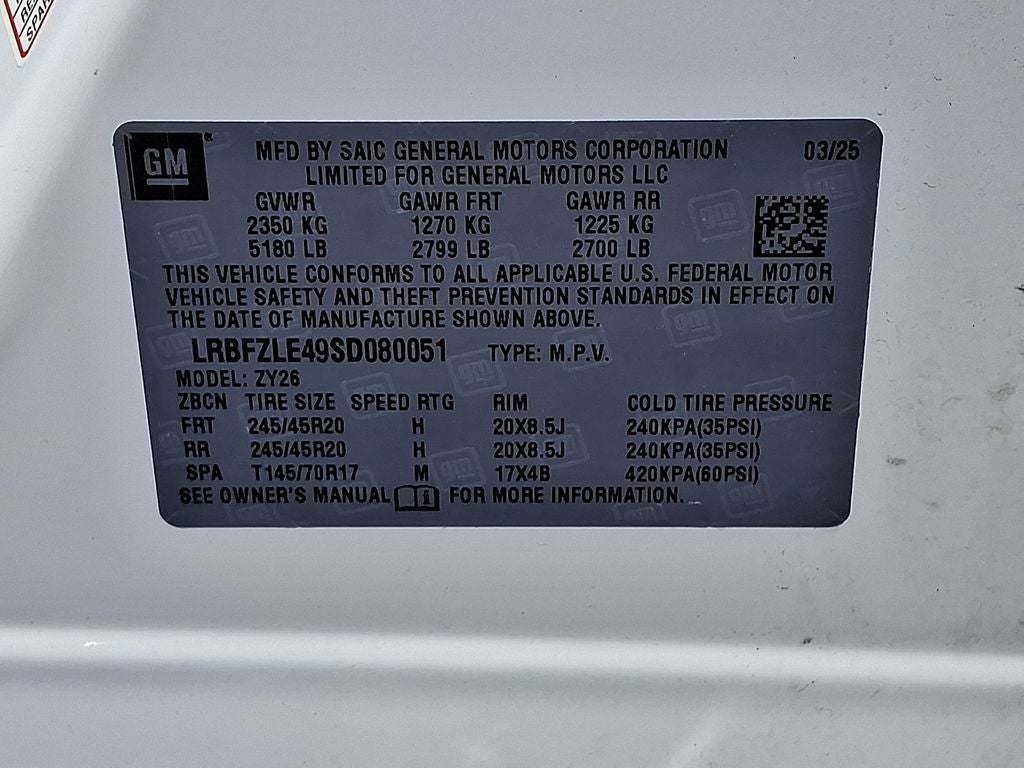 RE
SPAR
GM
MFD BY SAIC GENERAL MOTORS CORPORATION 03/25
LIMITED FOR GENERAL MOTORS LLC
GVWR GAWR FRT GAWR RR
2350 KG 1270 KG 1225 KG
5180 LB 2799 LB 2700 LB
THIS VEHICLE CONFORMS TO ALL APPLICABLE U.S. FEDERAL MOTOR
VEHICLE SAFETY AND THEFT PREVENTION STANDARDS IN EFFECT ON
THE DATE OF MANUFACTURE SHOWN ABOVE.
LRBFZLE49SD080051 TYPE: M.P.V.
MODEL: ZY26
ZBCN TIRE SIZE SPEED RTG RIM COLD TIRE PRESSURE
FRT 245/45R20 H 20X8.5J 240KPA(35PSI)
RR 245/45R20 H 20X8.5J 240KPA(35PSI)
SPA T145/70R17 M 17X4B 420KPA(60PSI)
SEE OWNER'S MANUAL FOR MORE INFORMATION.